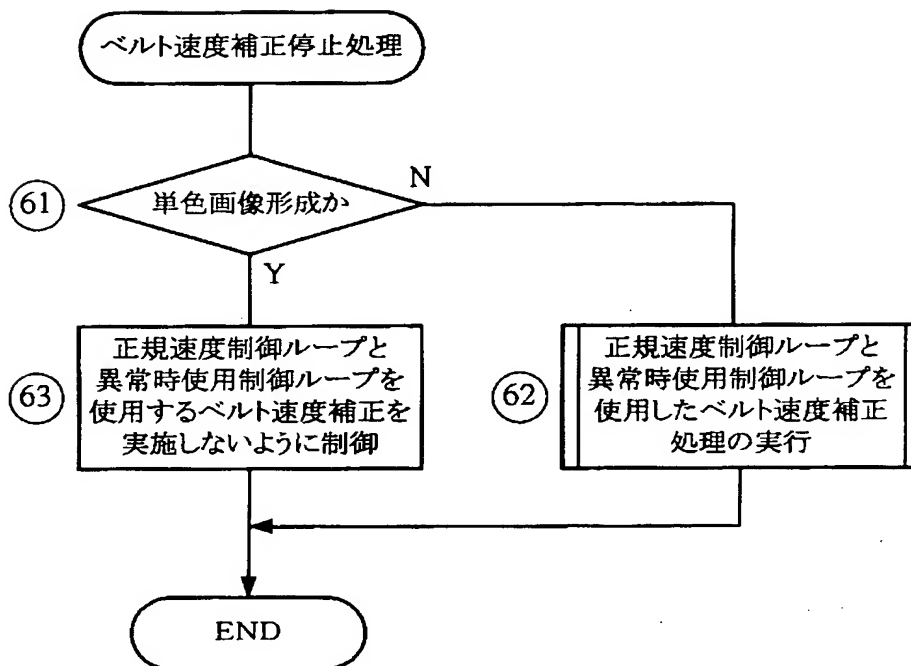 ベルト速度補正停止処理
61
単色画像形成か
N
Y
63
正規速度制御ループと
異常時使用制御ループを
使用するベルト速度補正を
実施しないように制御
62
正規速度制御ループと
異常時使用制御ループを
使用したベルト速度補正
処理の実行
END